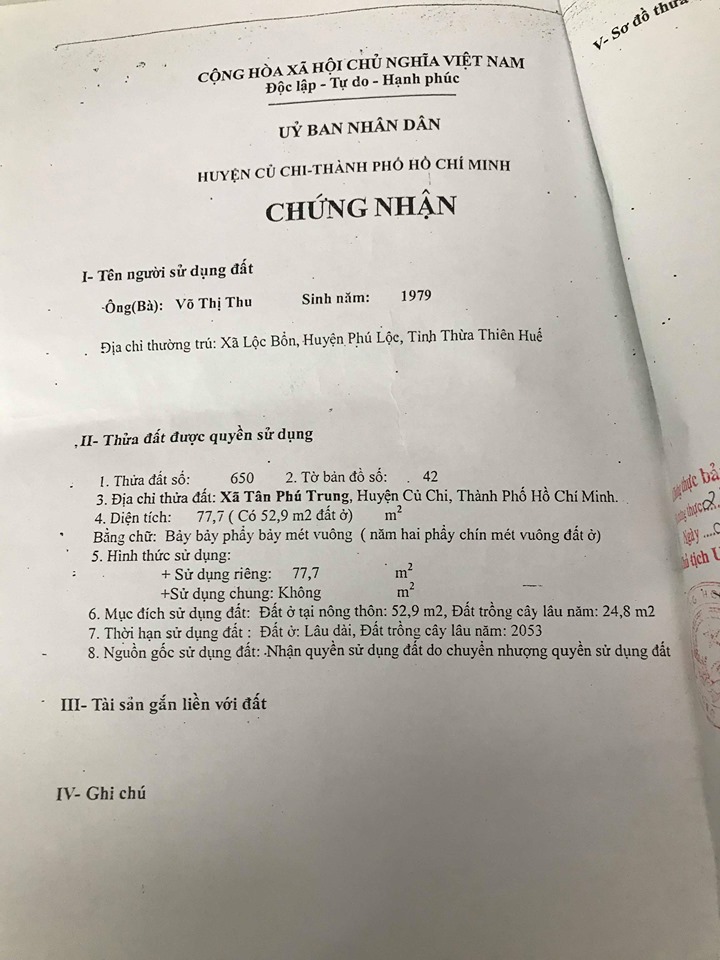 CỘNG HÒA XÃ HỘI CHỦ NGHĨA VIỆT NAM
Độc lập - Tự do - Hạnh phúc
UỶ BAN NHÂN DÂN
HUYỆN CỦ CHI-THÀNH PHỐ HỒ CHÍ MINH
CHỨNG NHẬN
I- Tên người sử dụng đất
Ông(Bà): Võ Thị Thu Sinh năm: 1979
Địa chỉ thường trú: Xã Lộc Bổn, Huyện Phú Lộc, Tỉnh Thừa Thiên Huế
II- Thửa đất được quyền sử dụng
1. Thửa đất số: 650 2. Tờ bản đồ số: 42
3. Địa chỉ thửa đất: Xã Tân Phú Trung, Huyện Củ Chi, Thành Phố Hồ Chí Minh.
4. Diện tích: 77,7 ( Có 52,9 m2 đất ở) m²
Bằng chữ: Bảy bảy phẩy bảy mét vuông ( năm hai phẩy chín mét vuông đất ở)
5. Hình thức sử dụng:
+ Sử dụng riêng: 77,7 m²
+Sử dụng chung: Không m²
6. Mục đích sử dụng đất: Đất ở tại nông thôn: 52,9 m2, Đất trồng cây lâu năm: 24,8 m2
7. Thời hạn sử dụng đất : Đất ở: Lâu dài, Đất trồng cây lâu năm: 2053
8. Nguồn gốc sử dụng đất: Nhận quyền sử dụng đất do chuyển nhượng quyền sử dụng đất
III- Tài sản gắn liền với đất
IV- Ghi chú
V- Sơ đồ thửa
thực bả
thực
Ngày
tịch U